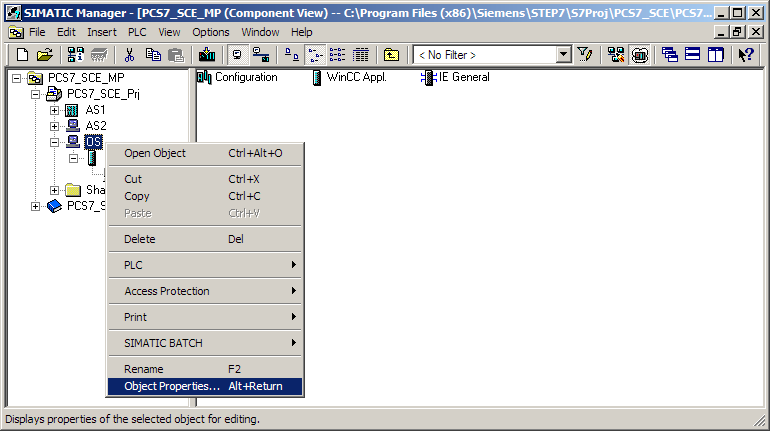 SIMATIC Manager - [PCS7_SCE_MP (Component View) -- C:\Program Files (x86)\Siemens\STEP7\S7Proj\PCS7_SCE\PCS7...]
File Edit Insert PLC View Options Window Help
< No Filter >
PCS7_SCE_MP
PCS7_SCE_Prj
AS1
AS2
OS
Sha
PCS7_S
Configuration WinCC Appl. IE General
Open Object Ctrl+Alt+O
Cut Ctrl+X
Copy Ctrl+C
Paste Ctrl+V
Delete Del
PLC
Access Protection
Print
SIMATIC BATCH
Rename F2
Object Properties... Alt+Return
Displays properties of the selected object for editing.